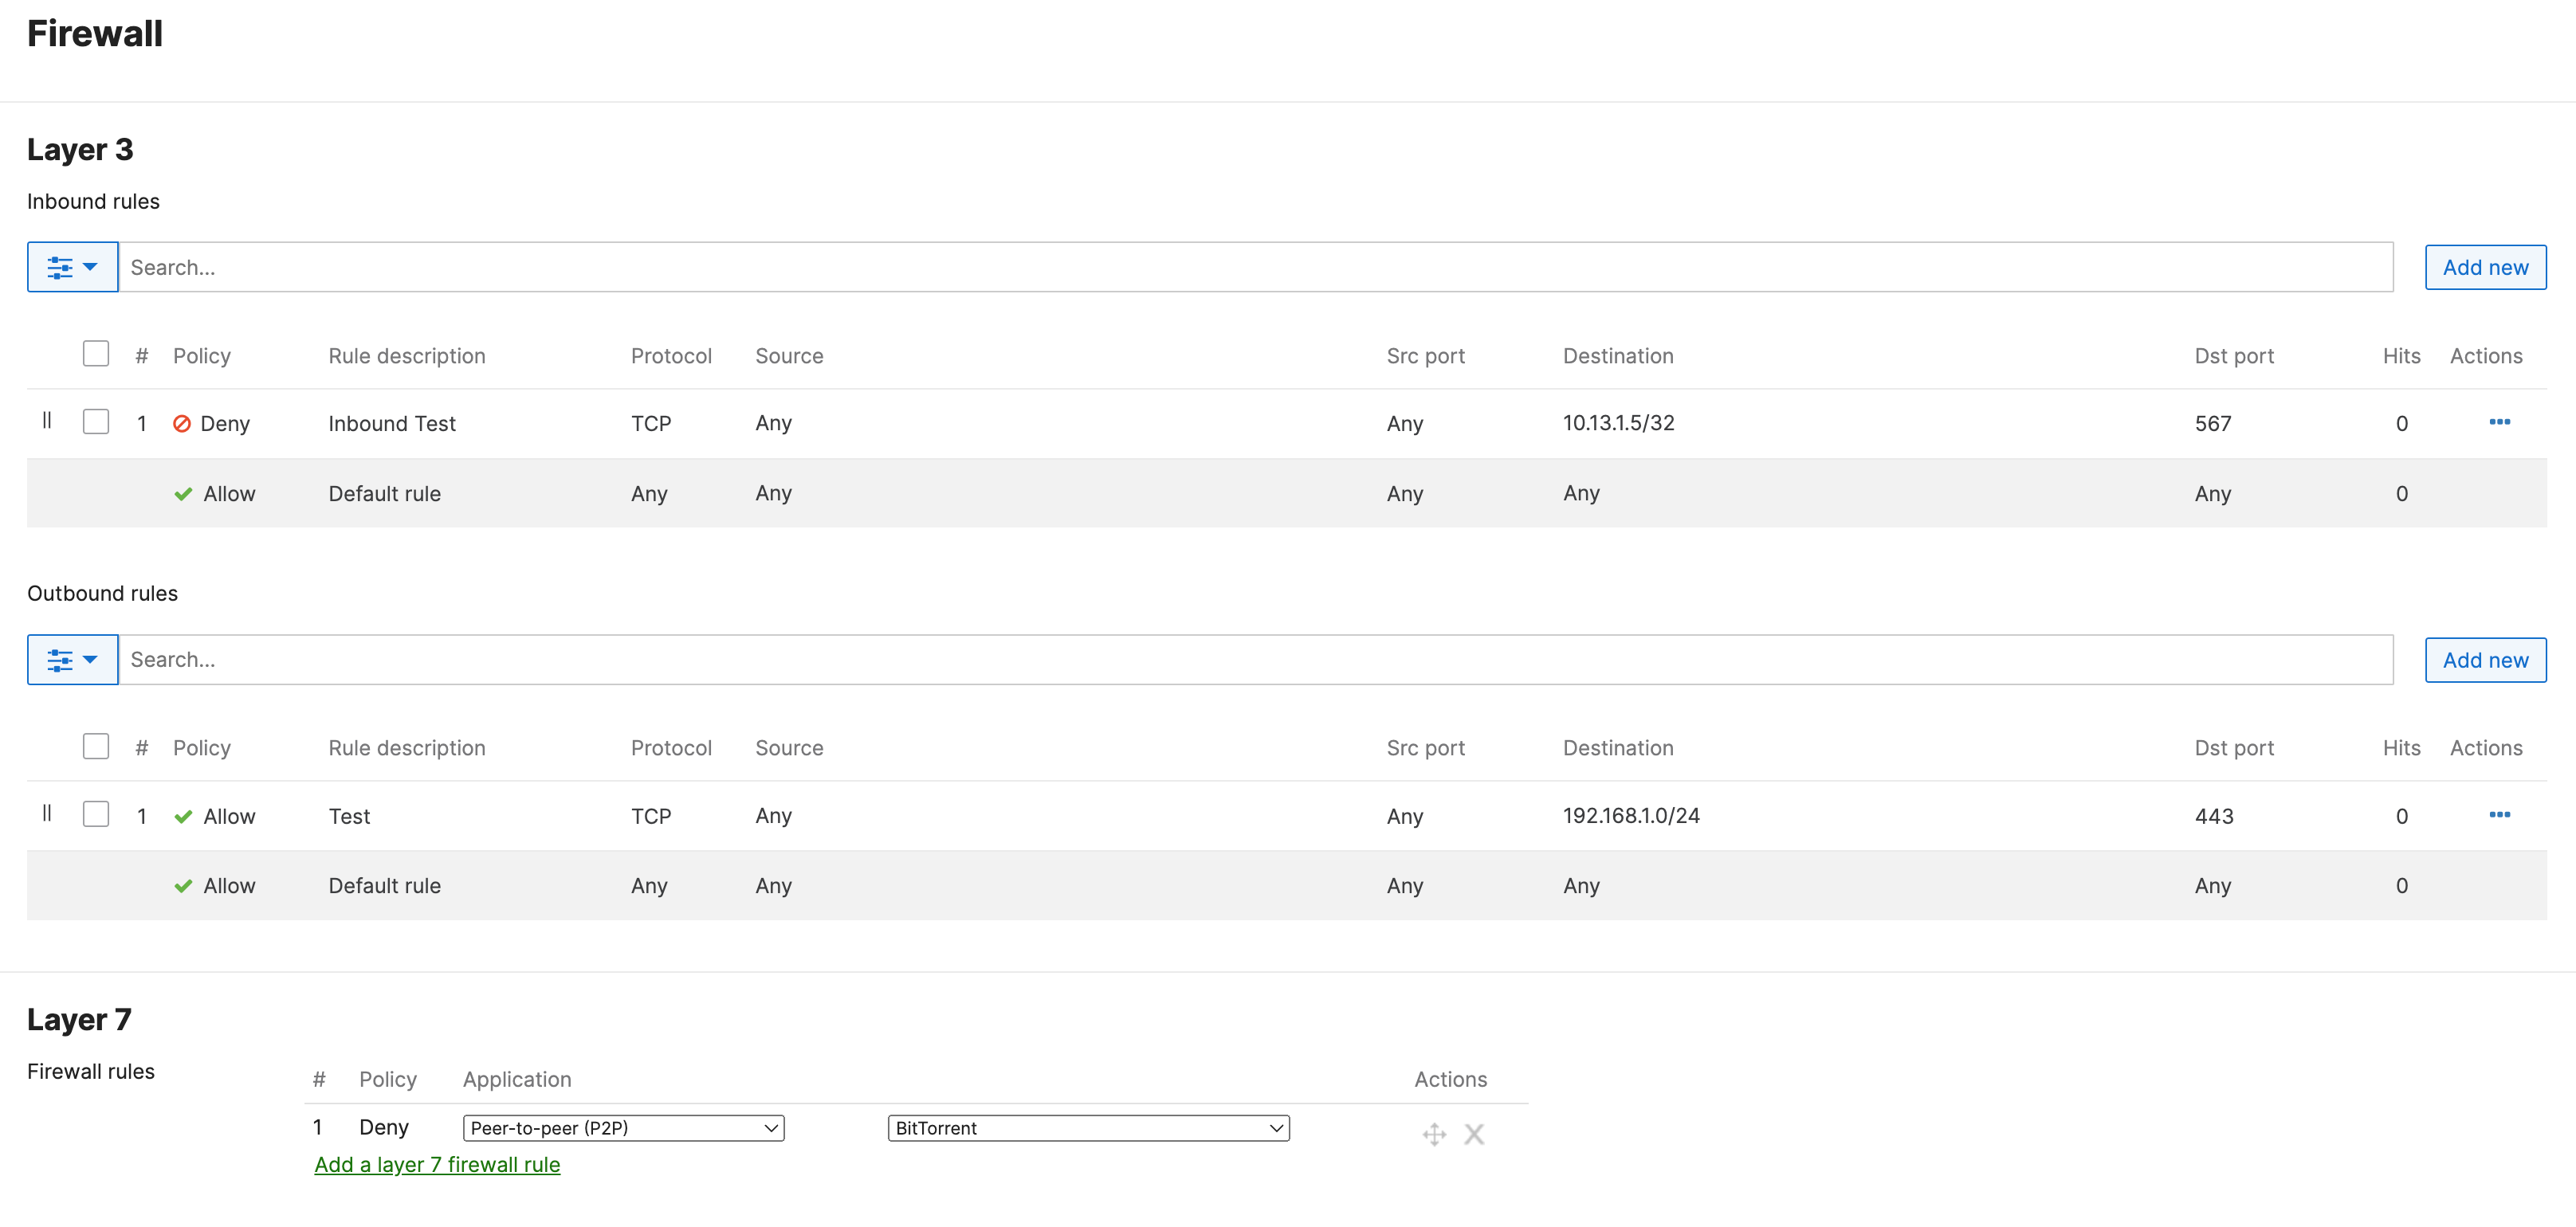 Firewall
Layer 3
Inbound rules
Search...
Add new
# Policy Rule description Protocol Source Src port Destination Dst port Hits Actions
1 Deny Inbound Test TCP Any Any 10.13.1.5/32 567 0
Allow Default rule Any Any Any Any Any 0
Outbound rules
Search...
Add new
# Policy Rule description Protocol Source Src port Destination Dst port Hits Actions
1 Allow Test TCP Any Any 192.168.1.0/24 443 0
Allow Default rule Any Any Any Any Any 0
Layer 7
Firewall rules
# Policy Application Actions
1 Deny Peer-to-peer (P2P) BitTorrent
Add a layer 7 firewall rule